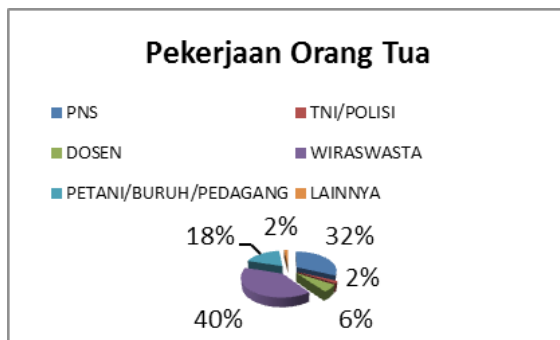 Pekerjaan Orang Tua
PNS TNI/POLISI
DOSEN WIRASWASTA
PETANI/BURUH/PEDAGANG LAINNYA
18% 2% 32%
2%
40% 6%